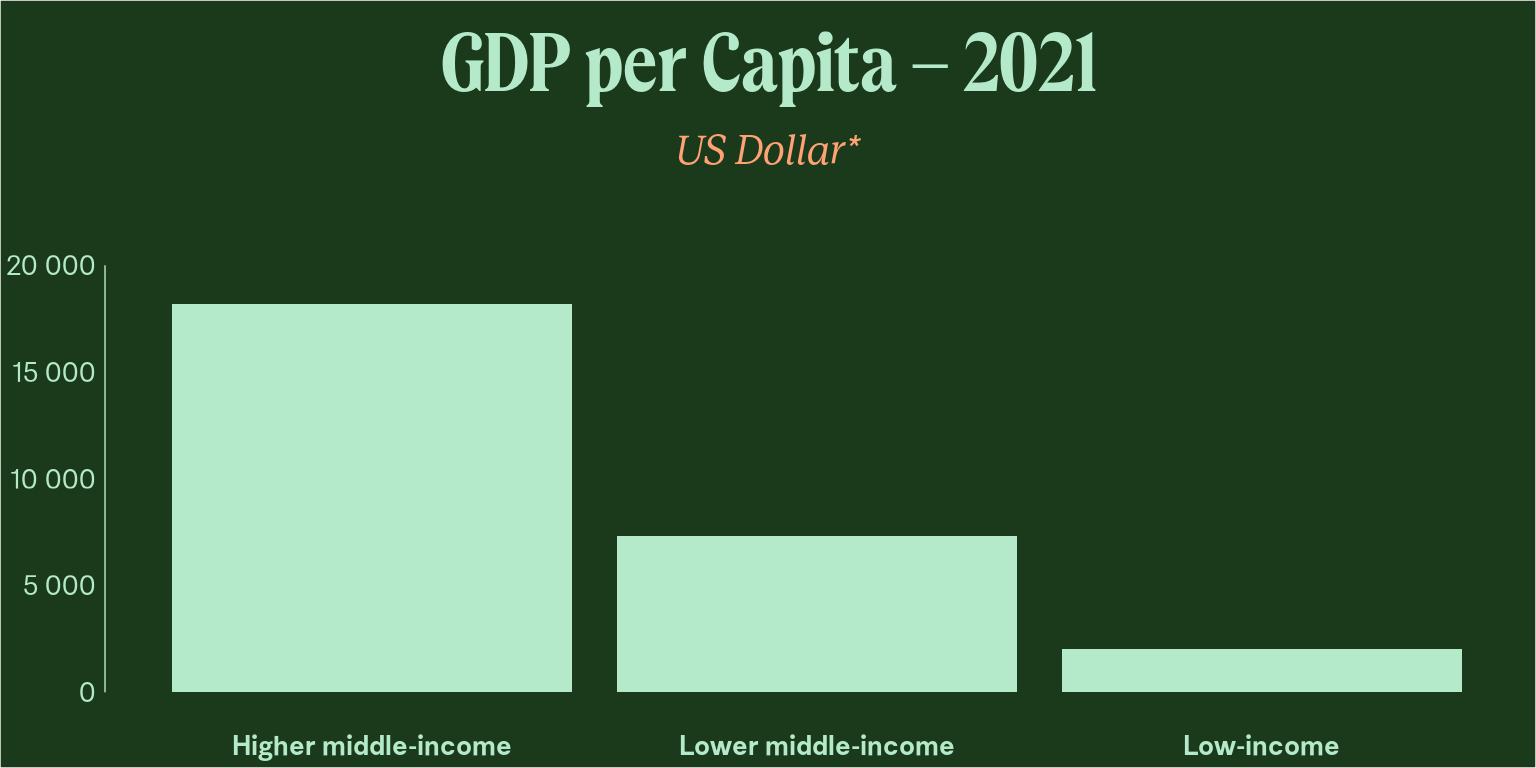 GDP per Capita – 2021
US Dollar*
20 000
15 000
10 000
5 000
0
Higher middle-income
Lower middle-income
Low-income